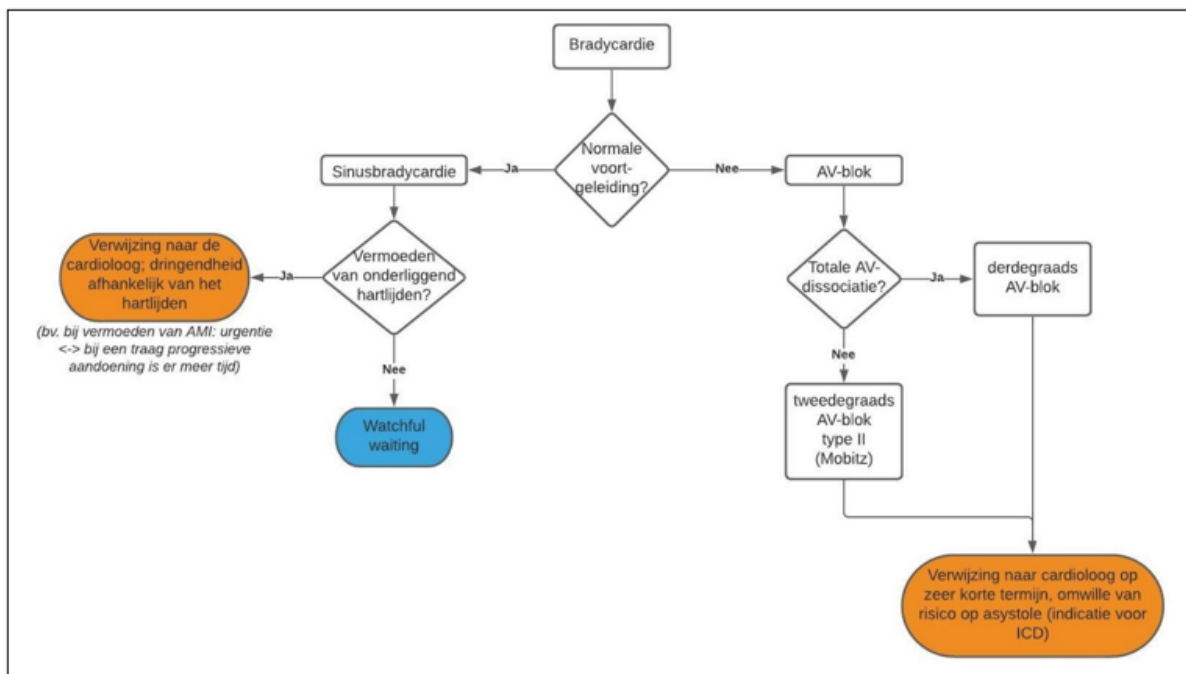 Bradycardie
Normale
voort-
geleiding?
Ja
Nee
Sinusbradycardie
AV-blok
Vermoeden
van onderliggend
hartlijden?
Ja
Verwijzing naar de
cardioloog; dringendheid
afhankelijk van het
hartlijden
(bv. bij vermoeden van AMI: urgentie
<-> bij een traag progressieve
aandoening is er meer tijd)
Nee
Watchful
waiting
Totale AV-
dissociatie?
Ja
derdegraads
AV-blok
Nee
tweedegraads
AV-blok
type II
(Mobitz)
Verwijzing naar cardioloog op
zeer korte termijn, omwille van
risico op asystole (indicatie voor
ICD)